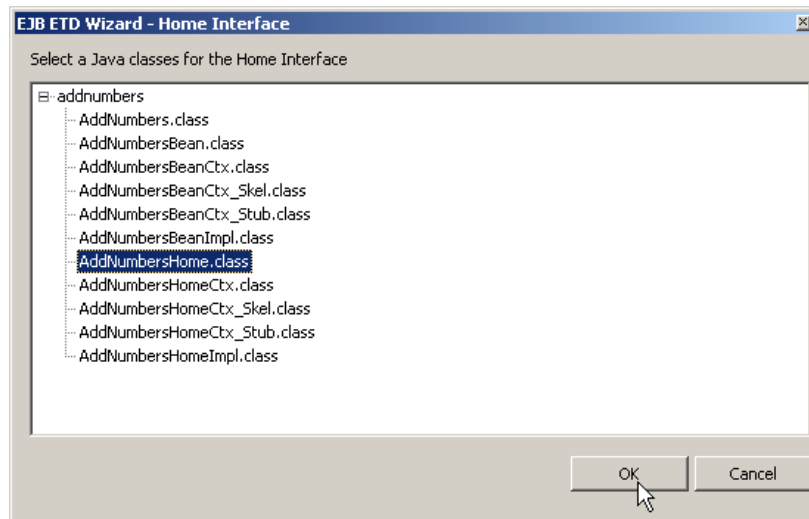 EJB ETD Wizard - Home Interface
Select a Java classes for the Home Interface
addnumbers
AddNumbers.class
AddNumbersBean.class
AddNumbersBeanCtx.class
AddNumbersBeanCtx_Skel.class
AddNumbersBeanCtx_Stub.class
AddNumbersBeanImpl.class
AddNumbersHome.class
AddNumbersHomeCtx.class
AddNumbersHomeCtx_Skel.class
AddNumbersHomeCtx_Stub.class
AddNumbersHomeImpl.class
OK Cancel